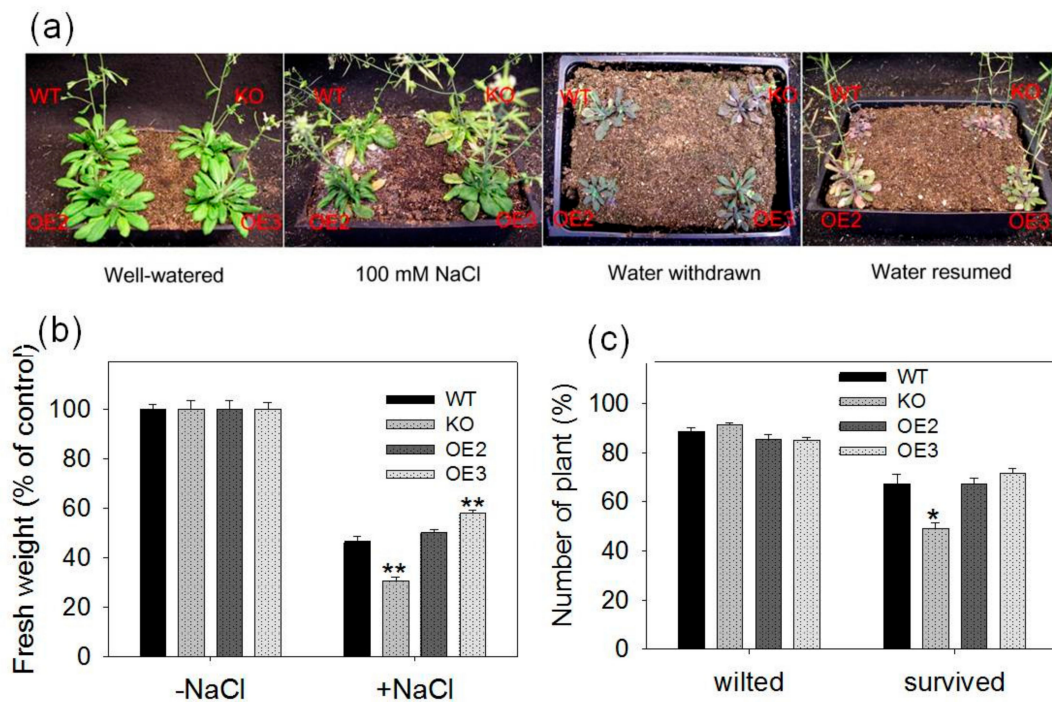 (a)
WT KO WT KO WT KO WT KO
OE2 OE3 OE2 OE3 OE2 OE3 OE2 OE3
Well-watered 100 mM NaCl Water withdrawn Water resumed
(b)
Fresh weight (% of control)
100
80
60
40
20
0
WT
KO
OE2
OE3
**
**
-NaCl +NaCl
(c)
Number of plant (%)
100
80
60
40
20
0
WT
KO
OE2
OE3
*
wilted survived